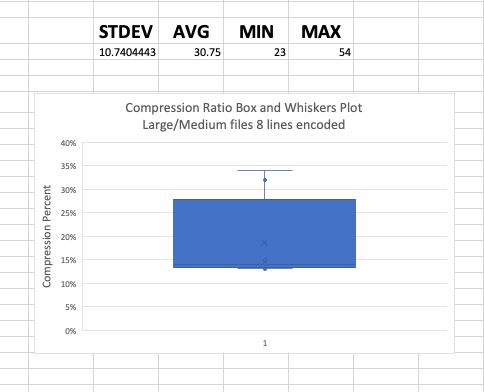 STDEV AVG MIN MAX
10.7404443 30.75 23 54
Compression Ratio Box and Whiskers Plot
Large/Medium files 8 lines encoded
Compression Percent
40%
35%
30%
25%
20%
15%
10%
5%
0%
1